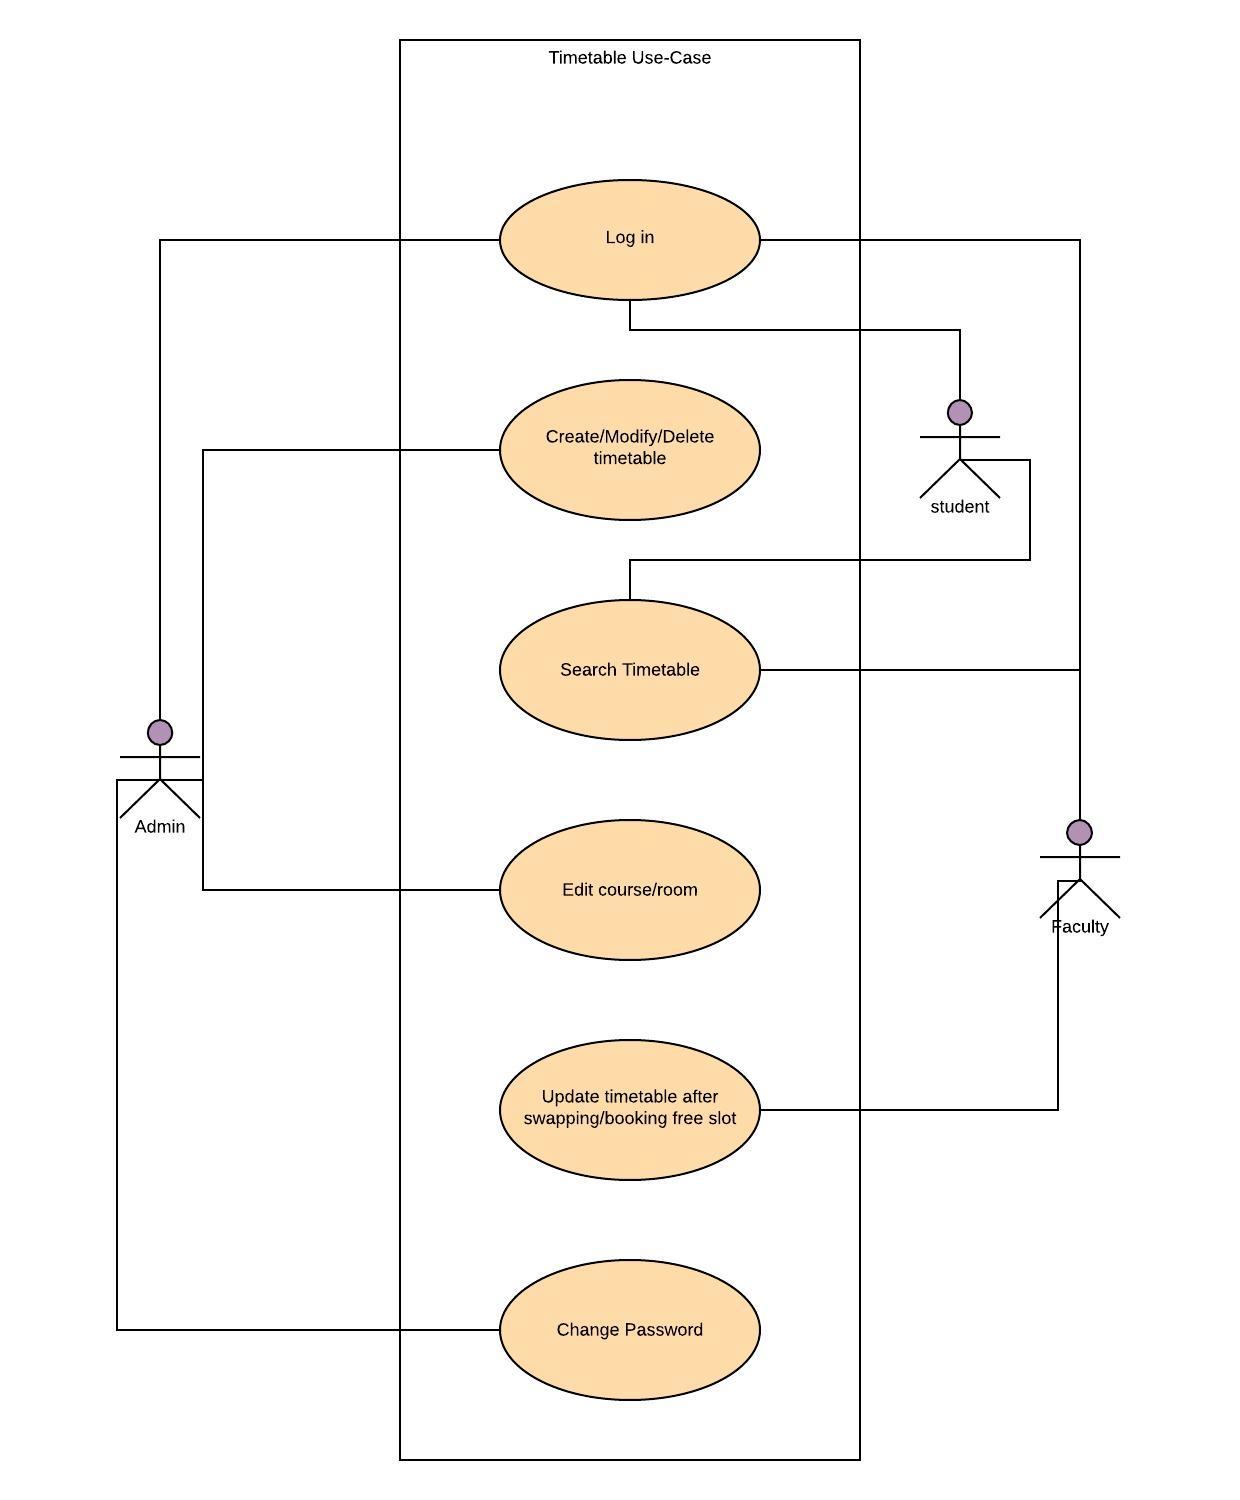 Timetable Use-Case
Log in
Create/Modify/Delete
timetable
student
Search Timetable
Admin
Edit course/room
Faculty
Update timetable after
swapping/booking free slot
Change Password